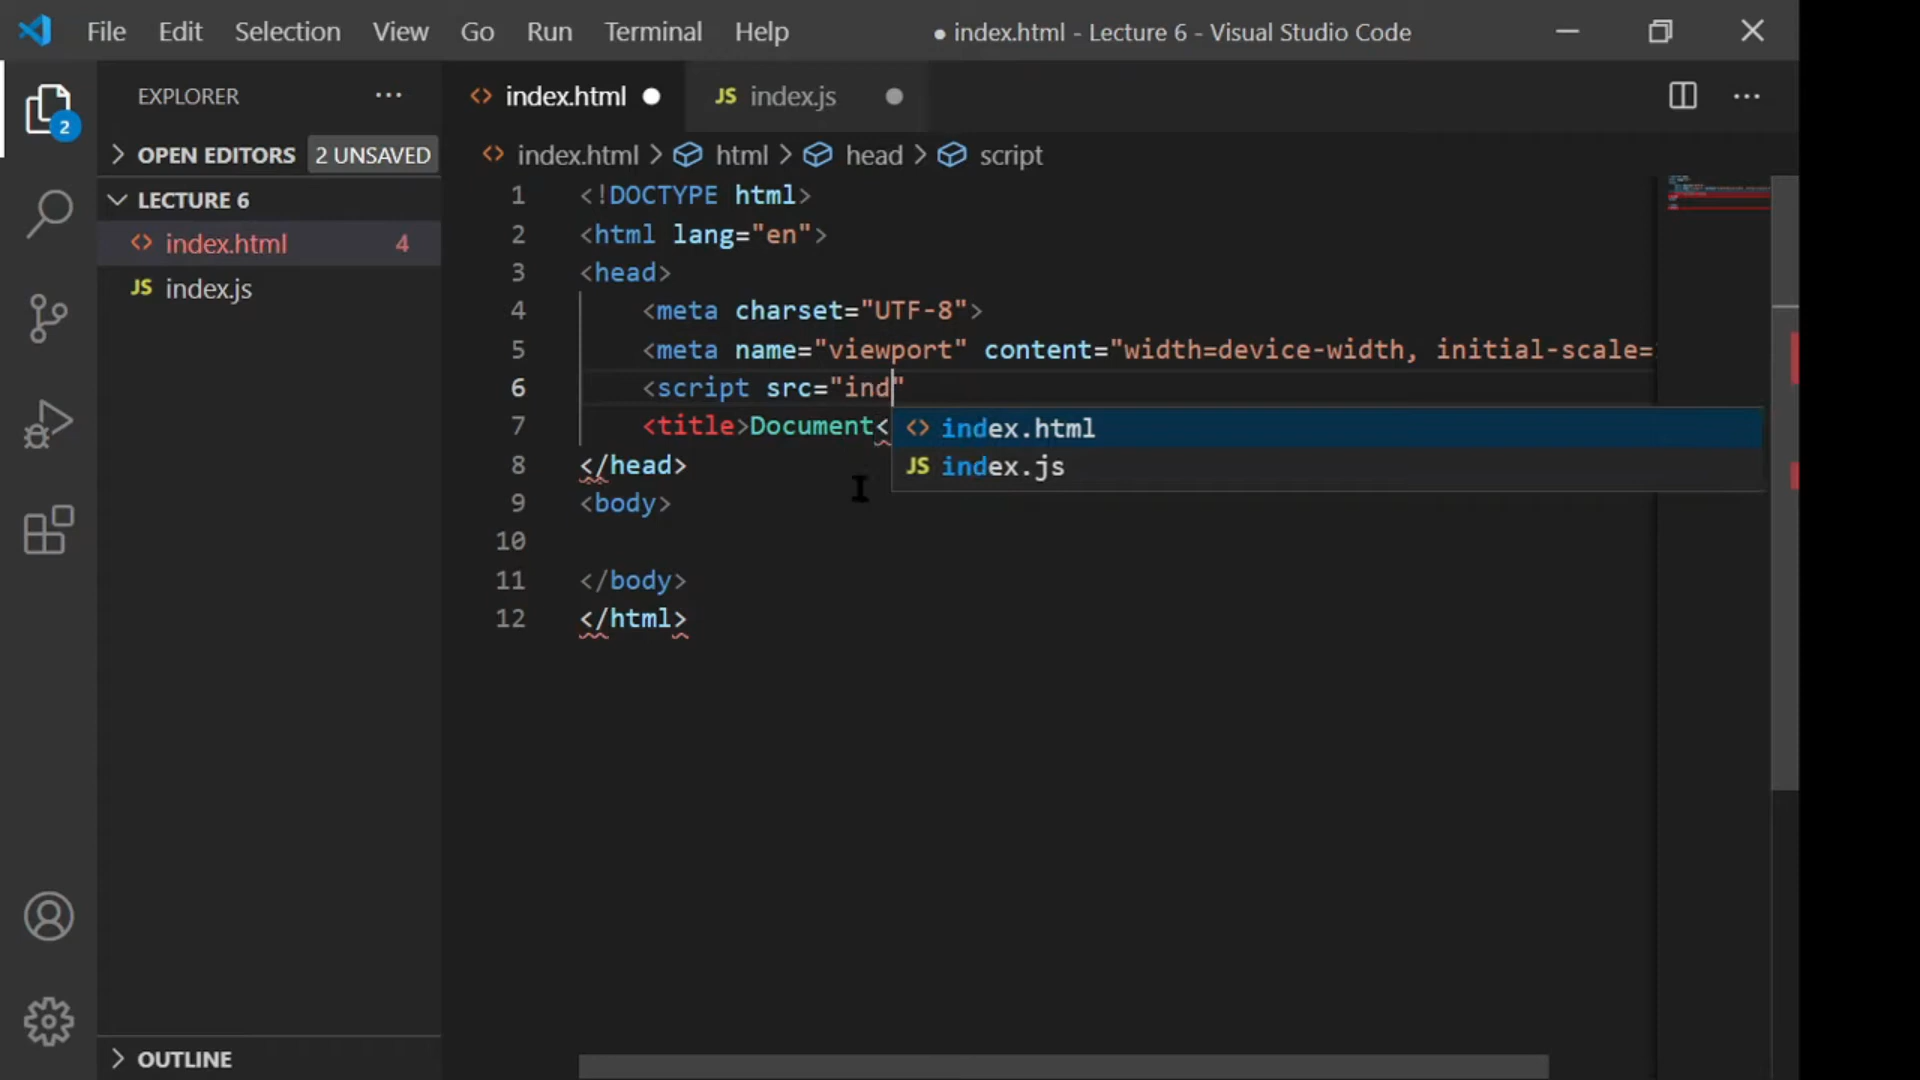 File Edit Selection View Go Run Terminal Help ● index.html - Lecture 6 - Visual Studio Code
EXPLORER ··· <> index.html ● JS index.js ● ···
2
> OPEN EDITORS 2 UNSAVED
<> index.html > html > head > script
LECTURE 6
<> index.html 4
JS index.js
1 <!DOCTYPE html>
2 <html lang="en">
3 <head>
4 <meta charset="UTF-8">
5 <meta name="viewport" content="width=device-width, initial-scale=
6 <script src="ind"
7 <title>Document<
<> index.html
JS index.js
8 </head>
9 <body>
10
11 </body>
12 </html>
> OUTLINE